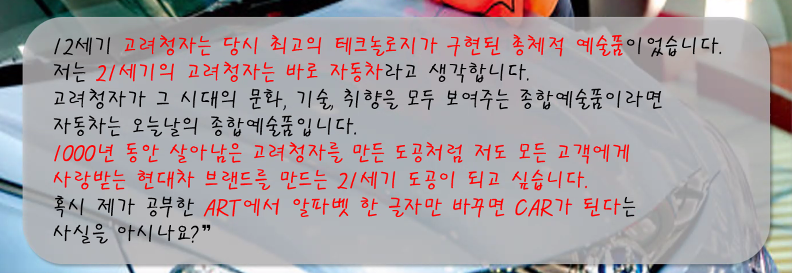 12세기 고려청자는 당시 최고의 테크놀로지가 구현된 총체적 예술품이었습니다.
저는 21세기의 고려청자는 바로 자동차라고 생각합니다.
고려청자가 그 시대의 문화, 기술, 취향을 모두 보여주는 종합예술품이라면
자동차는 오늘날의 종합예술품입니다.
1000년 동안 살아남은 고려청자를 만든 도공처럼 저도 모든 고객에게
사랑받는 현대차 브랜드를 만드는 21세기 도공이 되고 싶습니다.
혹시 제가 공부한 ART에서 알파벳 한 글자만 바꾸면 CAR가 된다는
사실을 아시나요?"